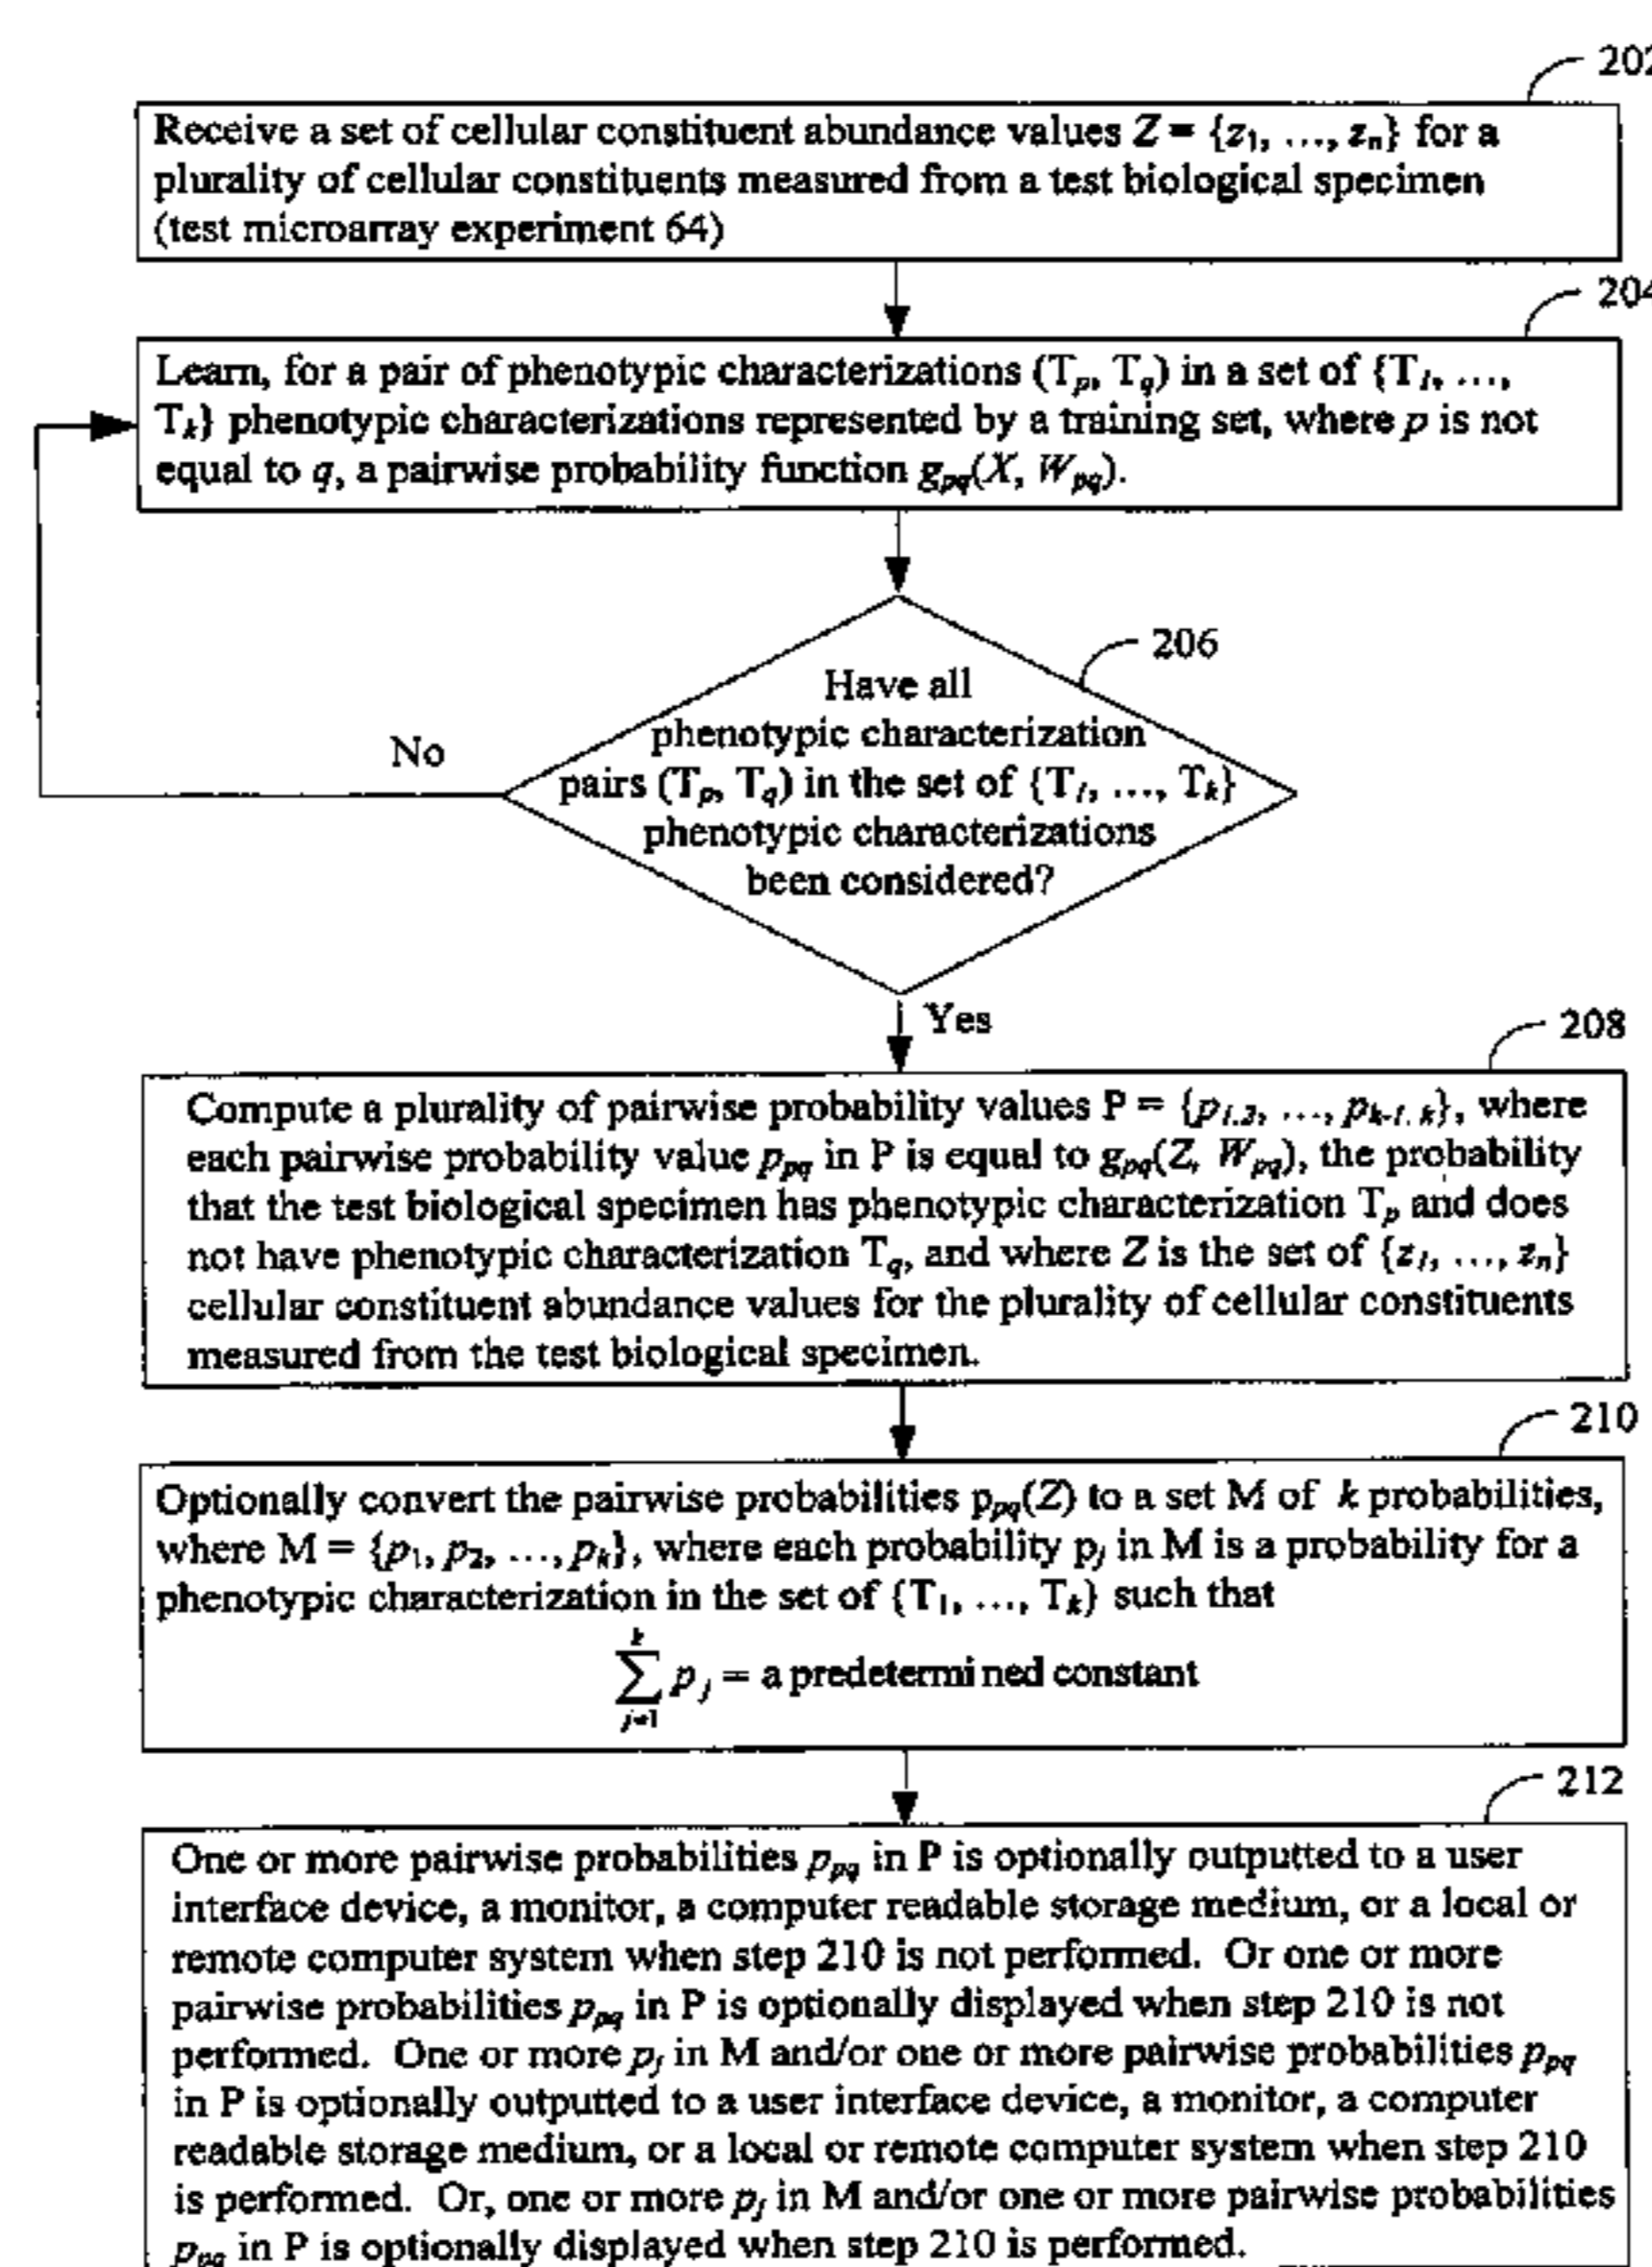 202
Receive a set of cellular constituent abundance values Z = {z₁, …, zₙ} for a
plurality of cellular constituents measured from a test biological specimen
(test microarray experiment 64)
204
Learn, for a pair of phenotypic characterizations (Tₚ, T_q) in a set of {T₁, …,
Tₖ} phenotypic characterizations represented by a training set, where p is not
equal to q, a pairwise probability function g_pq(X, W_pq).
206
Have all
phenotypic characterization
pairs (Tₚ, T_q) in the set of {T₁, …, Tₖ}
phenotypic characterizations
been considered?
No
Yes
208
Compute a plurality of pairwise probability values P = {p₁,₂, …, pₖ₋₁,ₖ}, where
each pairwise probability value p_pq in P is equal to g_pq(Z, W_pq), the probability
that the test biological specimen has phenotypic characterization Tₚ and does
not have phenotypic characterization T_q, and where Z is the set of {z₁, …, zₙ}
cellular constituent abundance values for the plurality of cellular constituents
measured from the test biological specimen.
210
Optionally convert the pairwise probabilities p_pq(Z) to a set M of k probabilities,
where M = {p₁, p₂, …, pₖ}, where each probability pⱼ in M is a probability for a
phenotypic characterization in the set of {T₁, …, Tₖ} such that
k
∑ pⱼ = a predetermined constant
j=1
212
One or more pairwise probabilities p_pq in P is optionally outputted to a user
interface device, a monitor, a computer readable storage medium, or a local or
remote computer system when step 210 is not performed. Or one or more
pairwise probabilities p_pq in P is optionally displayed when step 210 is not
performed. One or more pⱼ in M and/or one or more pairwise probabilities p_pq
in P is optionally outputted to a user interface device, a monitor, a computer
readable storage medium, or a local or remote computer system when step 210
is performed. Or, one or more pⱼ in M and/or one or more pairwise probabilities
p_pq in P is optionally displayed when step 210 is performed.